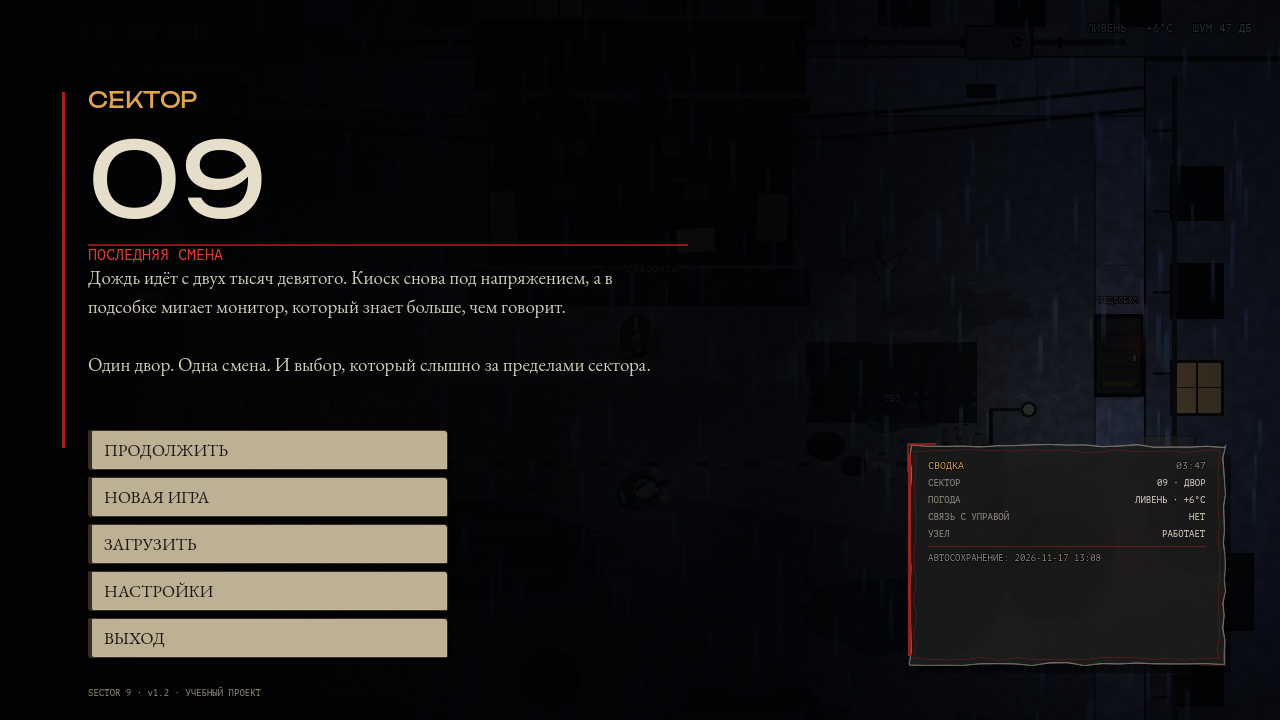 ЛИВЕНЬ +6°C ШУМ 47 ДБ
СЕКТОР
09
ПОСЛЕДНЯЯ СМЕНА
Дождь идёт с двух тысяч девятого. Киоск снова под напряжением, а в
подсобке мигает монитор, который знает больше, чем говорит.
Один двор. Одна смена. И выбор, который слышно за пределами сектора.
ПРОДОЛЖИТЬ
НОВАЯ ИГРА
ЗАГРУЗИТЬ
НАСТРОЙКИ
ВЫХОД
SECTOR 9 · v1.2 · УЧЕБНЫЙ ПРОЕКТ
ПОДСОБКА
СВОДКА 03:47
СЕКТОР 09 · ДВОР
ПОГОДА ЛИВЕНЬ · +6°C
СВЯЗЬ С УПРАВОЙ НЕТ
УЗЕЛ РАБОТАЕТ
АВТОСОХРАНЕНИЕ: 2026-11-17 13:08